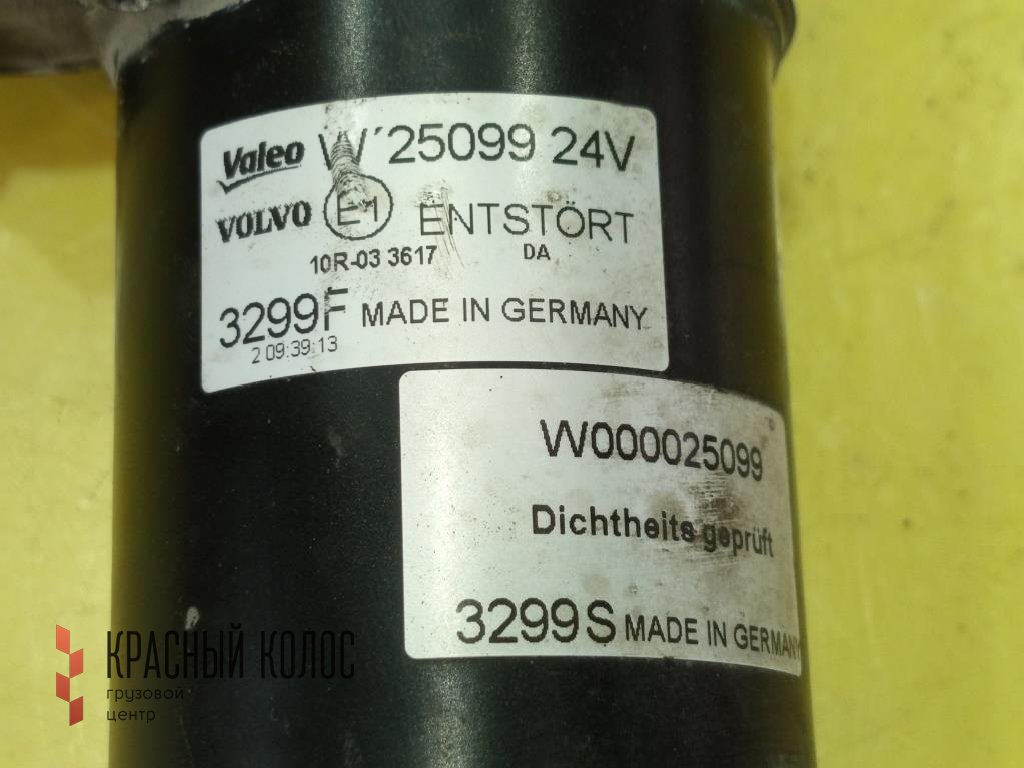 Valeo W 25099 24V
VOLVO E1 ENTSTÖRT
10R-03 3617 DA
3299F MADE IN GERMANY
2 09:39:13
W000025099
Dichtheits geprüft
3299S MADE IN GERMANY
КРАСНЫЙ КОЛОС
грузовой
центр